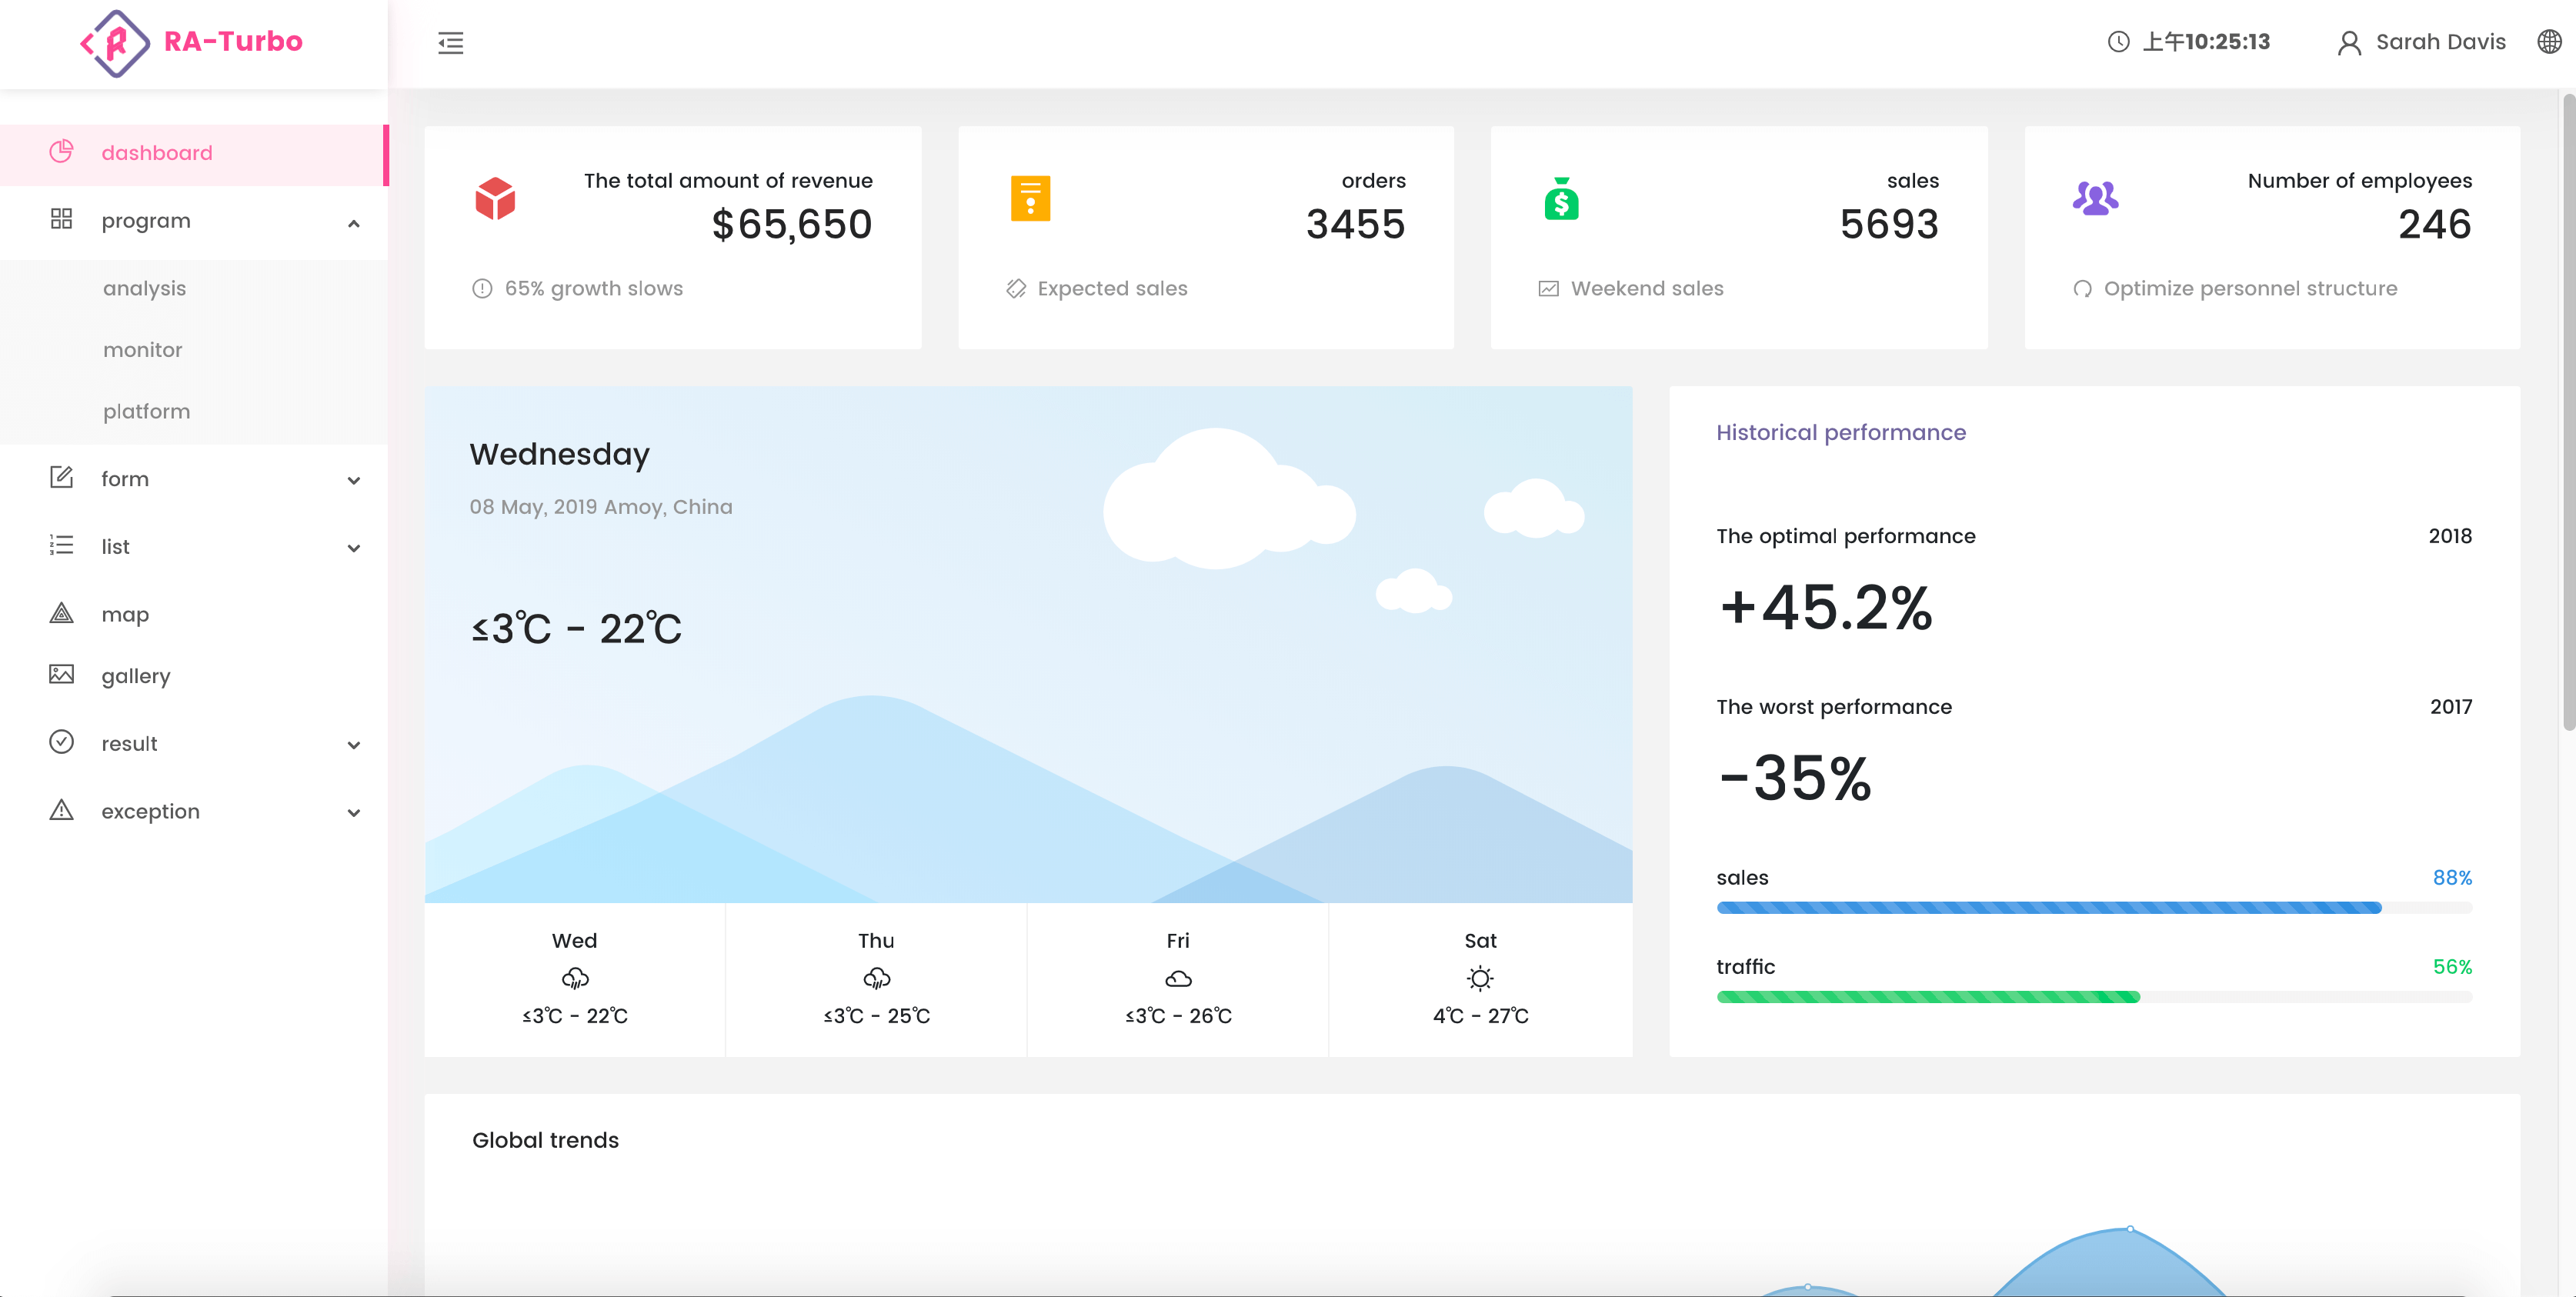 RA-Turbo
上午10:25:13
Sarah Davis
dashboard
program
analysis
monitor
platform
form
list
map
gallery
result
exception
The total amount of revenue
$65,650
65% growth slows
orders
3455
Expected sales
sales
5693
Weekend sales
Number of employees
246
Optimize personnel structure
Wednesday
08 May, 2019 Amoy, China
≤3℃ - 22℃
Wed
≤3℃ - 22℃
Thu
≤3℃ - 25℃
Fri
≤3℃ - 26℃
Sat
4℃ - 27℃
Historical performance
The optimal performance 2018
+45.2%
The worst performance 2017
-35%
sales 88%
traffic 56%
Global trends